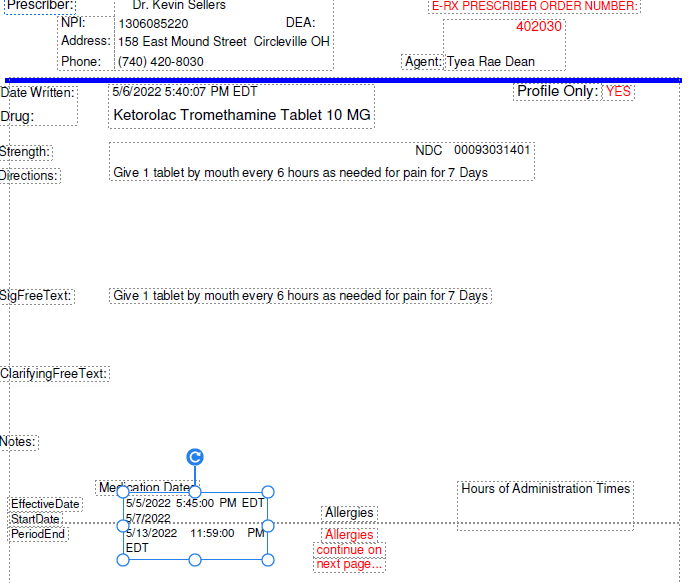 Prescriber: Dr. Kevin Sellers E-RX PRESCRIBER ORDER NUMBER:
NPI: 1306085220 DEA: 402030
Address: 158 East Mound Street Circleville OH
Phone: (740) 420-8030 Agent: Tyea Rae Dean
Date Written: 5/6/2022 5:40:07 PM EDT Profile Only: YES
Drug: Ketorolac Tromethamine Tablet 10 MG
Strength: NDC 00093031401
Directions: Give 1 tablet by mouth every 6 hours as needed for pain for 7 Days
SigFreeText: Give 1 tablet by mouth every 6 hours as needed for pain for 7 Days
ClarifyingFreeText:
Notes:
Medication Dates Hours of Administration Times
EffectiveDate 5/5/2022 5:45:00 PM EDT
StartDate 5/7/2022 Allergies
PeriodEnd 5/13/2022 11:59:00 PM Allergies
EDT continue on
next page...